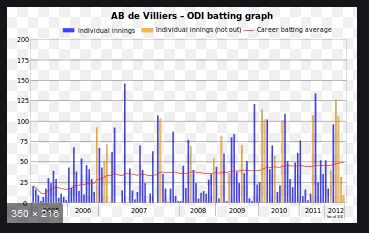 AB de Villiers - ODI batting graph
Individual innings Individual innings (not out) Career batting average
200
175
150
125
100
75
50
25
0
2006 2007 2008 2009 2010 2011 2012
350 × 216